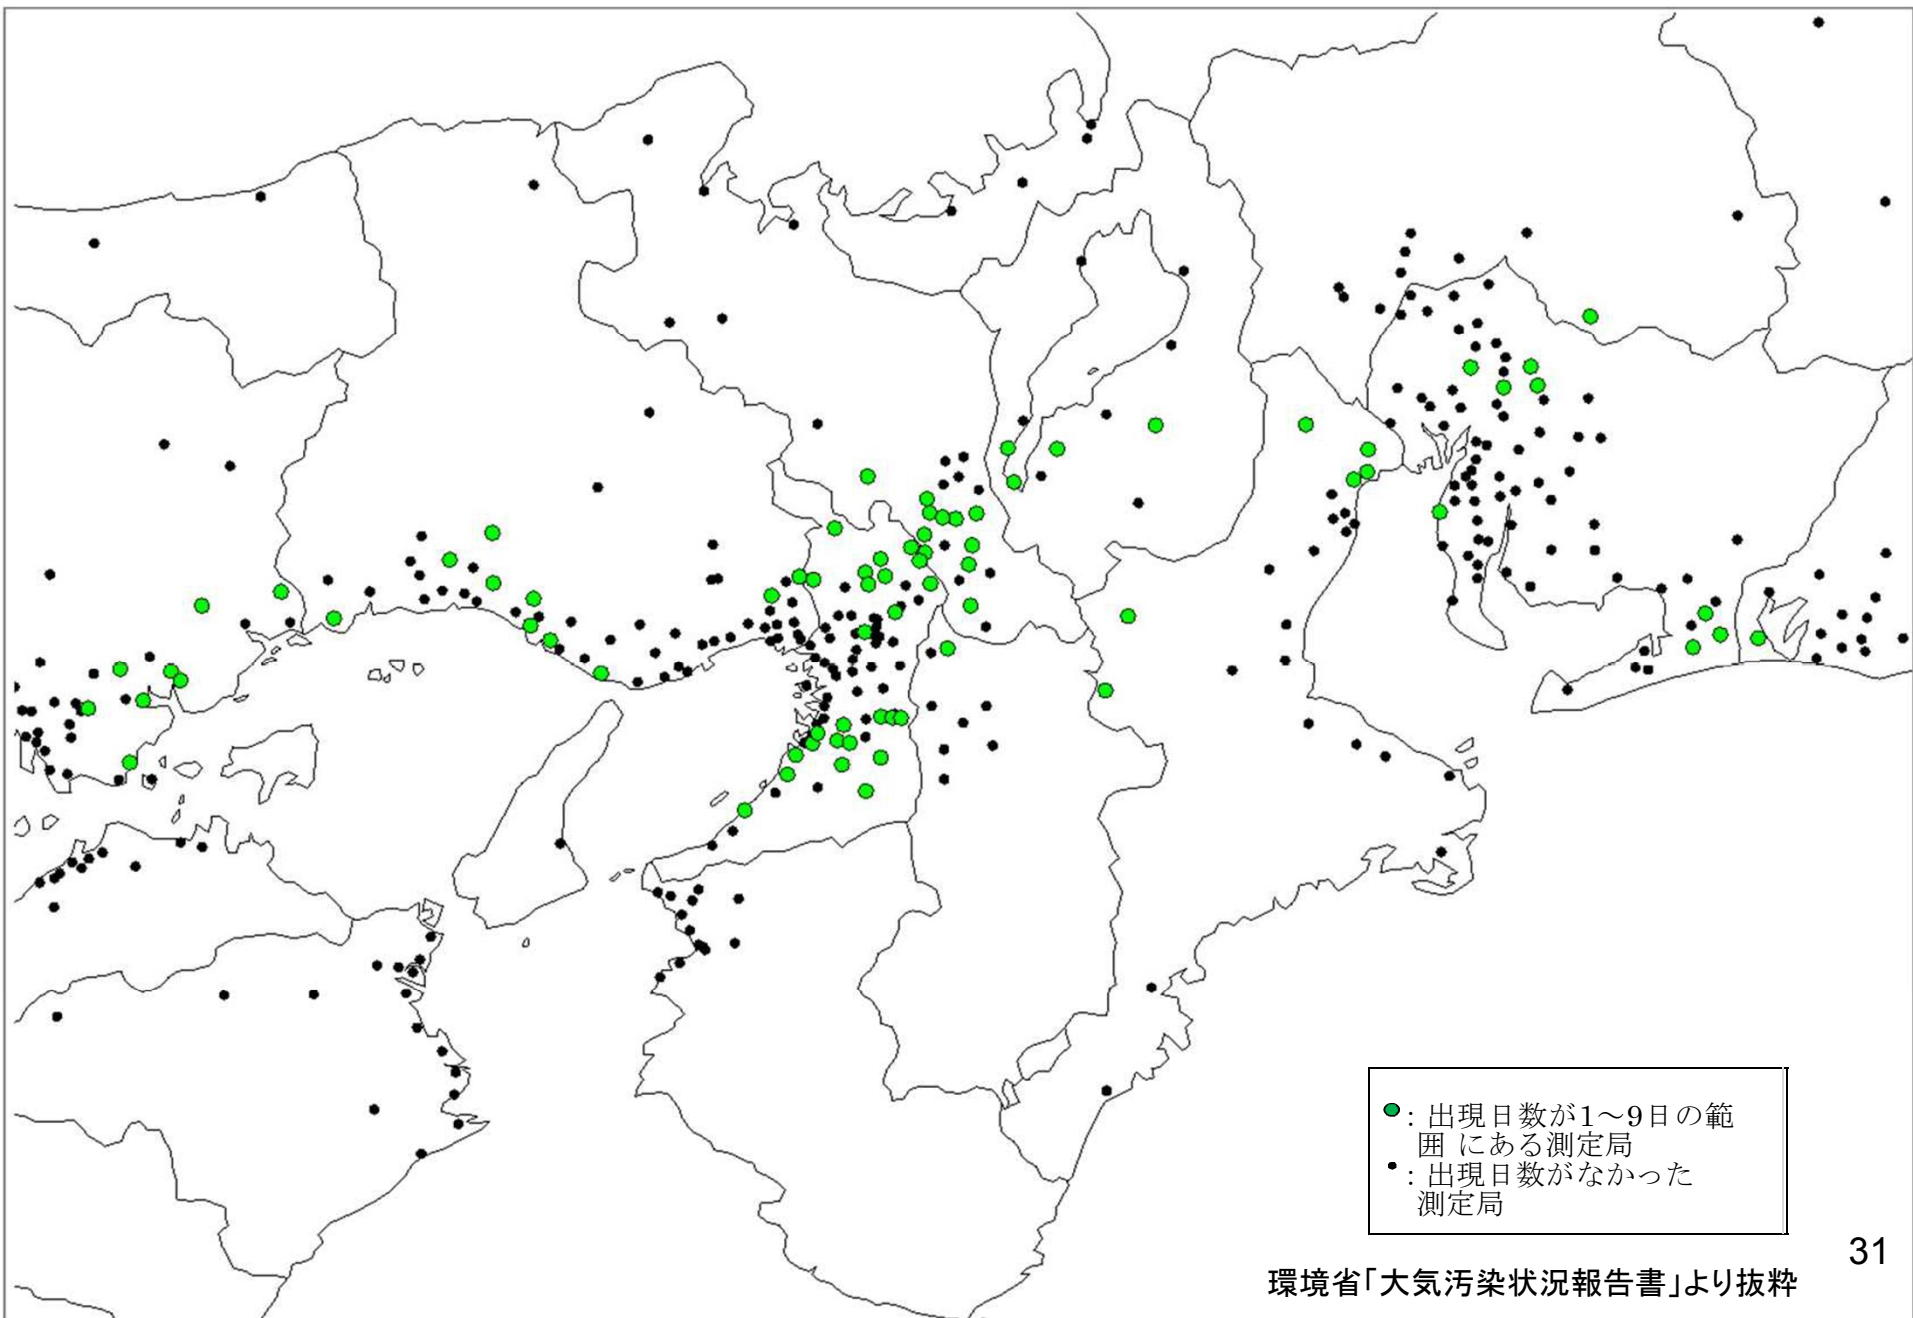 ：出現日数が1～9日の範
囲 にある測定局
：出現日数がなかった
測定局
31
環境省「大気汚染状況報告書」より抜粋